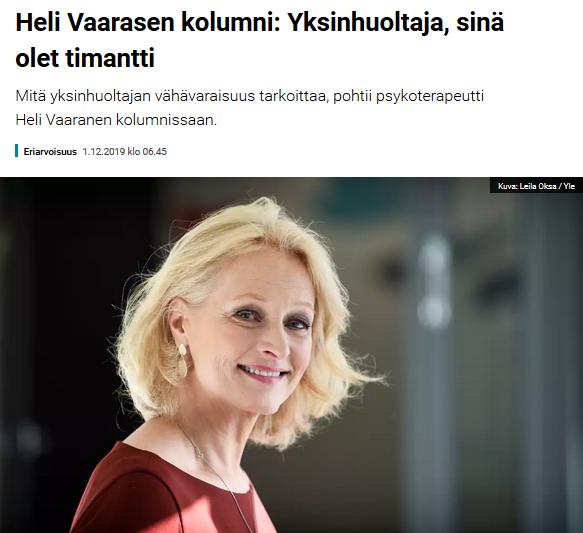 Heli Vaarasen kolumni: Yksinhuoltaja, sinä
olet timantti
Mitä yksinhuoltajan vähävaraisuus tarkoittaa, pohtii psykoterapeutti
Heli Vaaranen kolumnissaan.
Eriarvoisuus 1.12.2019 klo 06.45
Kuva: Leila Oksa / Yle